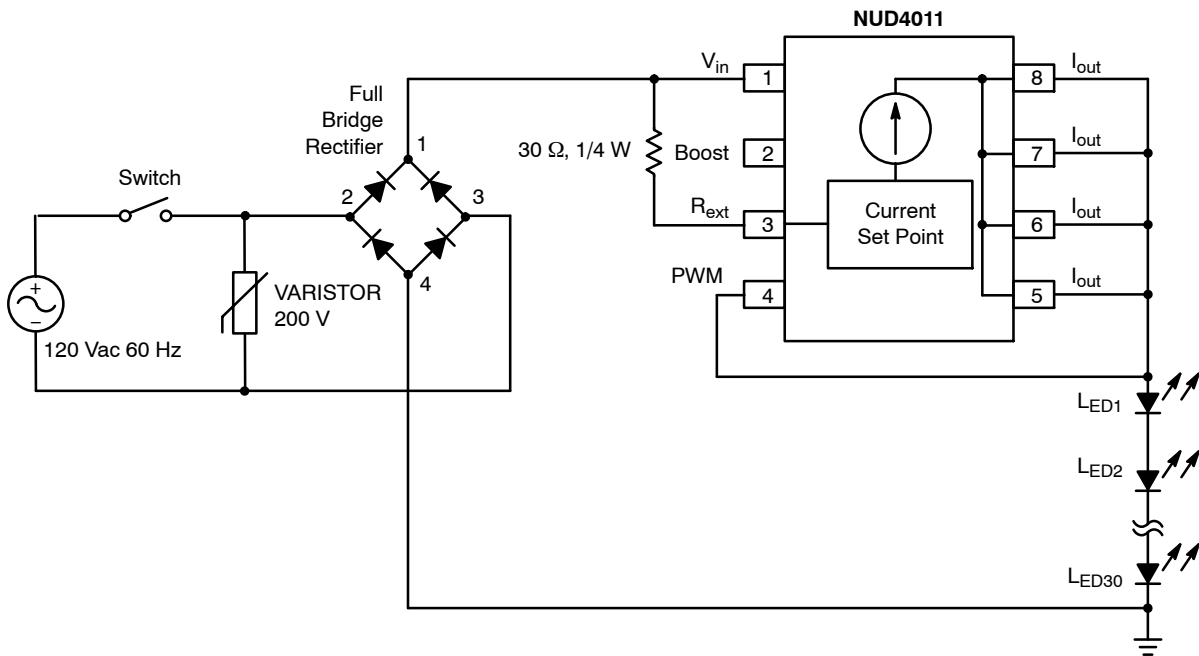 NUD4011
V_in
1
I_out
8
Full
Bridge
Rectifier
1
30 Ω, 1/4 W
Boost
2
I_out
7
Switch
2
3
R_ext
3
Current
Set Point
I_out
6
4
PWM
4
I_out
5
+
−
VARISTOR
200 V
120 Vac 60 Hz
L_ED1
L_ED2
L_ED30